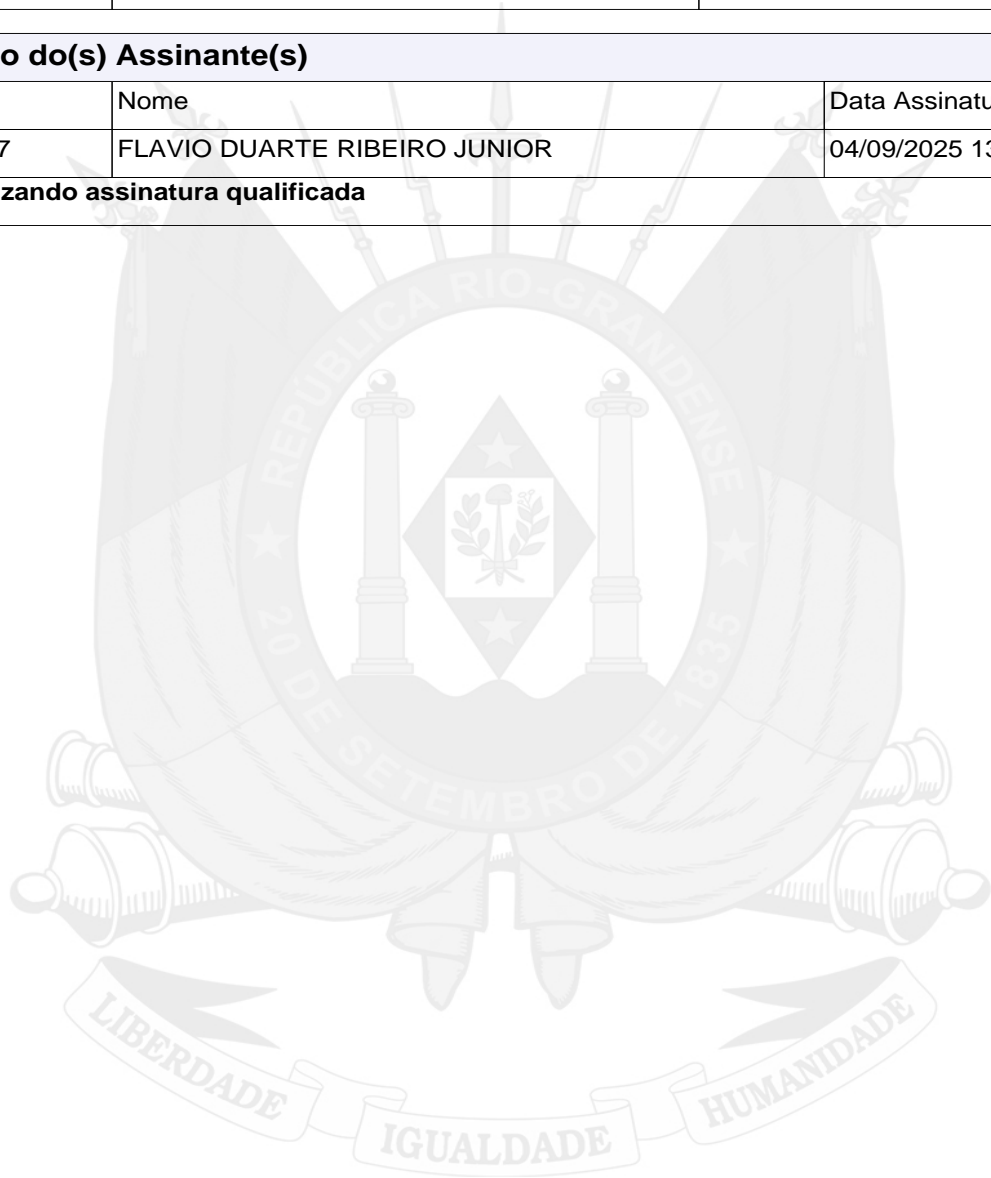 o do(s) Assinante(s)
Nome Data Assinatu
7 FLAVIO DUARTE RIBEIRO JUNIOR 04/09/2025 13
zando assinatura qualificada
REPÚBLICA RIO-GRANDENSE
20 DE SETEMBRO DE 1835
LIBERDADE IGUALDADE HUMANIDADE